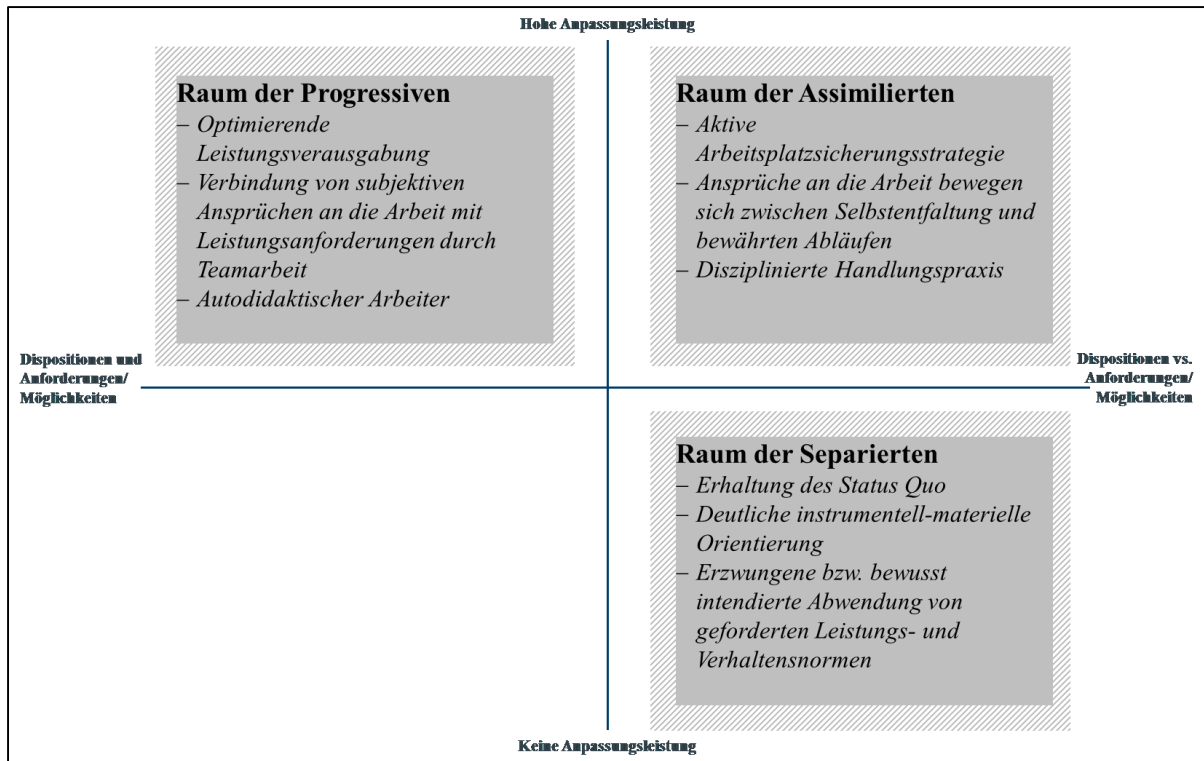 Hohe Anpassungsleistung
Raum der Progressiven
– Optimierende
Leistungsverausgabung
– Verbindung von subjektiven
Ansprüchen an die Arbeit mit
Leistungsanforderungen durch
Teamarbeit
– Autodidaktischer Arbeiter
Raum der Assimilierten
– Aktive
Arbeitsplatzsicherungsstrategie
– Ansprüche an die Arbeit bewegen
sich zwischen Selbstentfaltung und
bewährten Abläufen
– Disziplinierte Handlungspraxis
Dispositionen und
Anforderungen/
Möglichkeiten
Dispositionen vs.
Anforderungen/
Möglichkeiten
Raum der Separierten
– Erhaltung des Status Quo
– Deutliche instrumentell-materielle
Orientierung
– Erzwungene bzw. bewusst
intendierte Abwendung von
geforderten Leistungs- und
Verhaltensnormen
Keine Anpassungsleistung